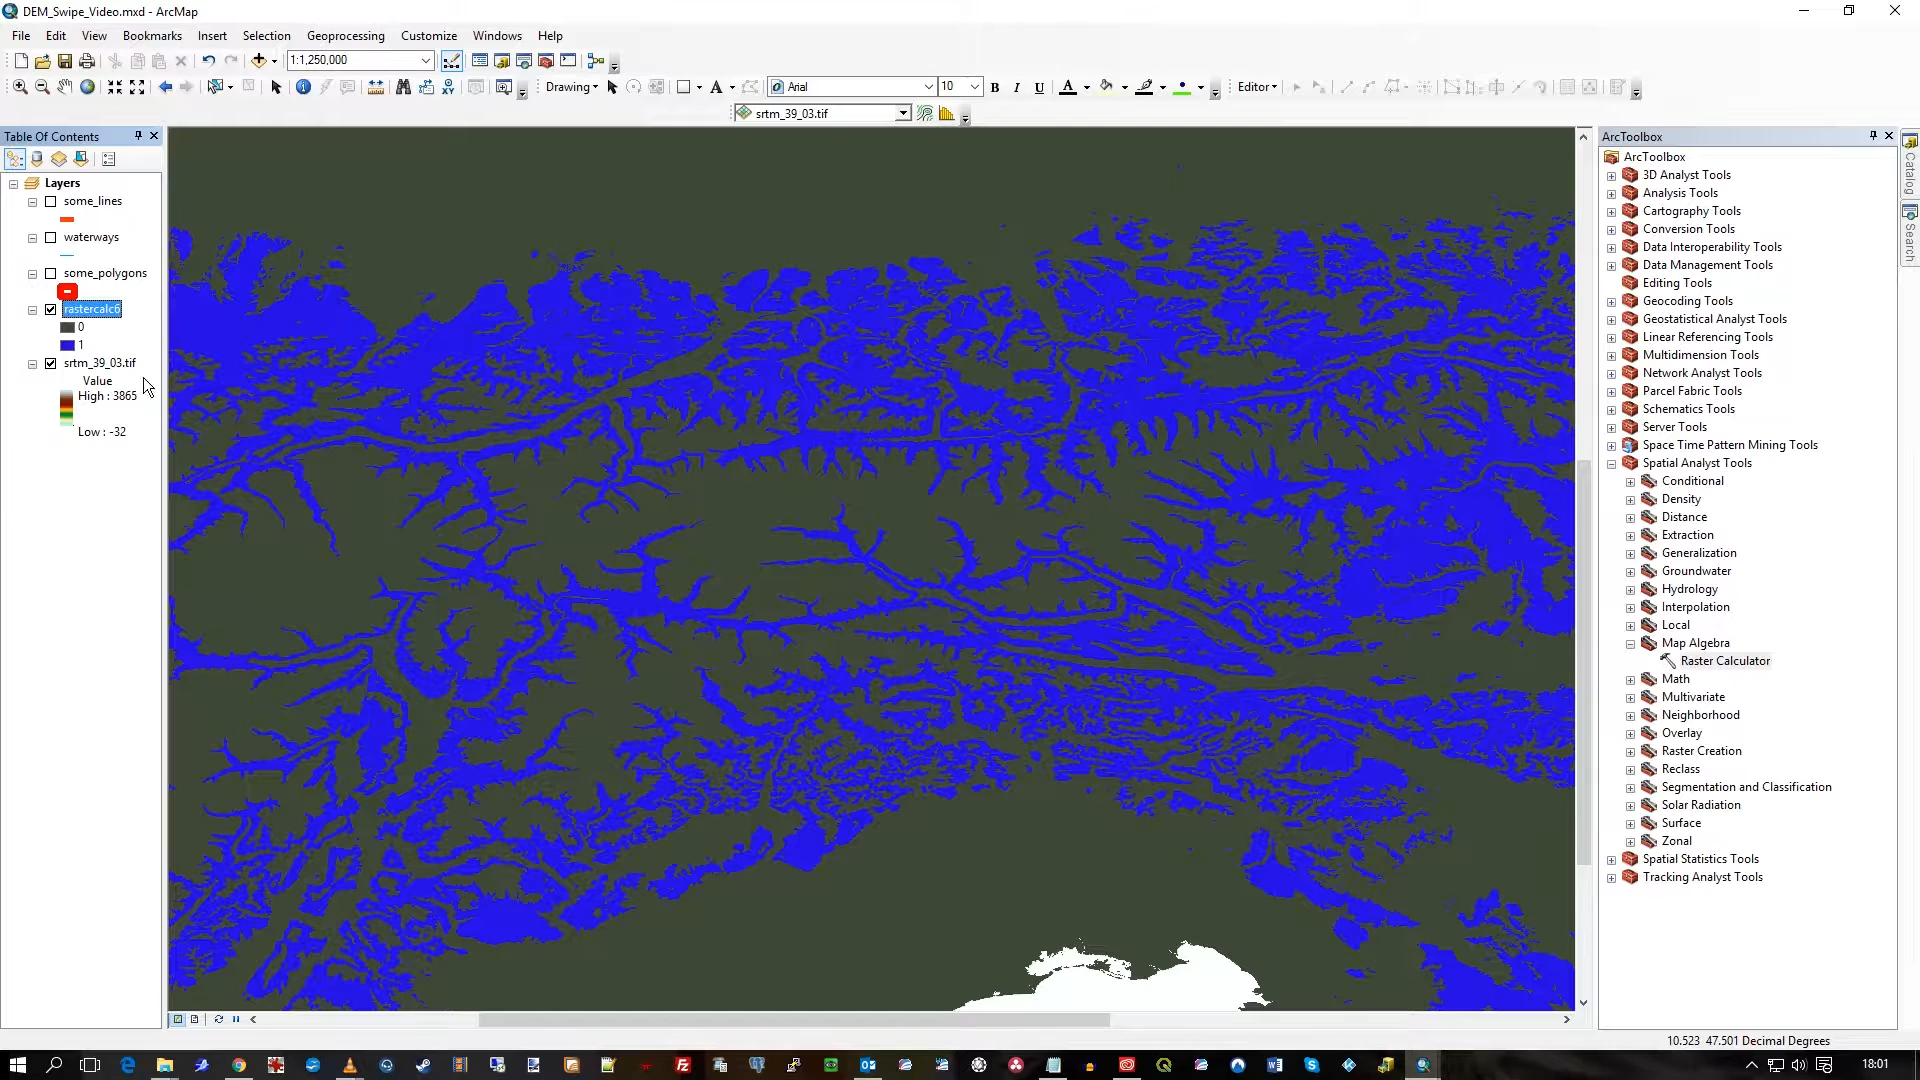 DEM_Swipe_Video.mxd - ArcMap
File Edit View Bookmarks Insert Selection Geoprocessing Customize Windows Help
1:1,250,000
Drawing Arial 10 B I U A Editor
srtm_39_03.tif
Table Of Contents
Layers
some_lines
waterways
some_polygons
rastercalc6
0
1
srtm_39_03.tif
Value
High : 3865
Low : -32
ArcToolbox
ArcToolbox
3D Analyst Tools
Analysis Tools
Cartography Tools
Conversion Tools
Data Interoperability Tools
Data Management Tools
Editing Tools
Geocoding Tools
Geostatistical Analyst Tools
Linear Referencing Tools
Multidimension Tools
Network Analyst Tools
Parcel Fabric Tools
Schematics Tools
Server Tools
Space Time Pattern Mining Tools
Spatial Analyst Tools
Conditional
Density
Distance
Extraction
Generalization
Groundwater
Hydrology
Interpolation
Local
Map Algebra
Raster Calculator
Math
Multivariate
Neighborhood
Overlay
Raster Creation
Reclass
Segmentation and Classification
Solar Radiation
Surface
Zonal
Spatial Statistics Tools
Tracking Analyst Tools
Catalog
Search
10.523 47.501 Decimal Degrees
18:01